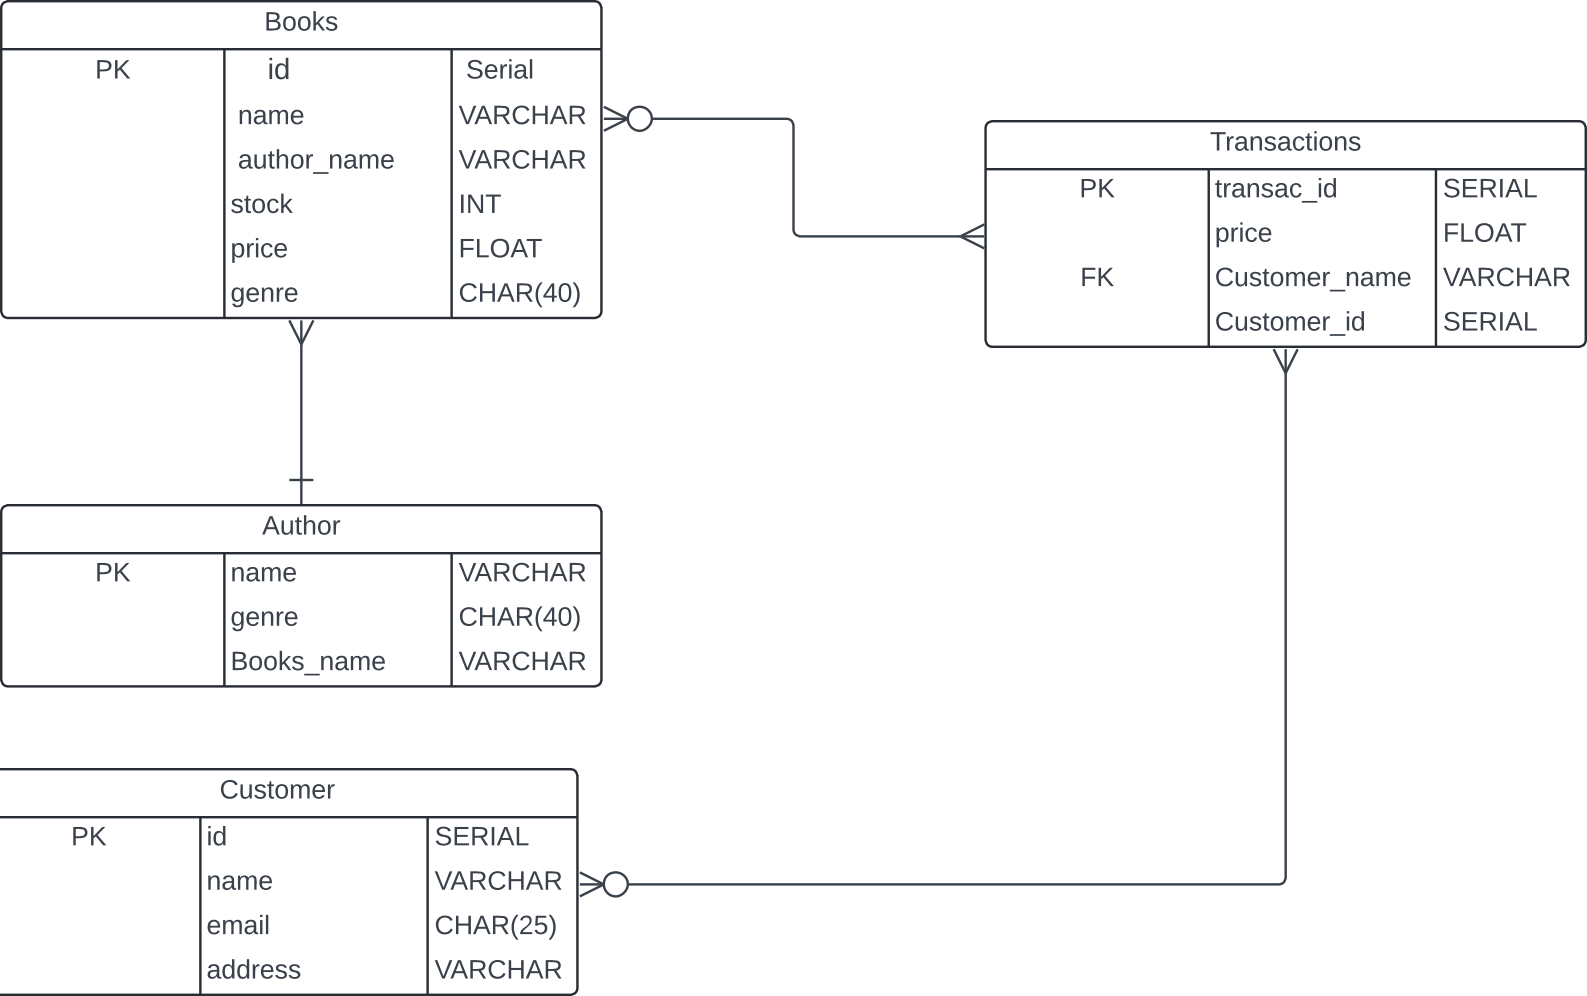 Books
PK id Serial
name VARCHAR
author_name VARCHAR
stock INT
price FLOAT
genre CHAR(40)
Transactions
PK transac_id SERIAL
price FLOAT
FK Customer_name VARCHAR
Customer_id SERIAL
Author
PK name VARCHAR
genre CHAR(40)
Books_name VARCHAR
Customer
PK id SERIAL
name VARCHAR
email CHAR(25)
address VARCHAR